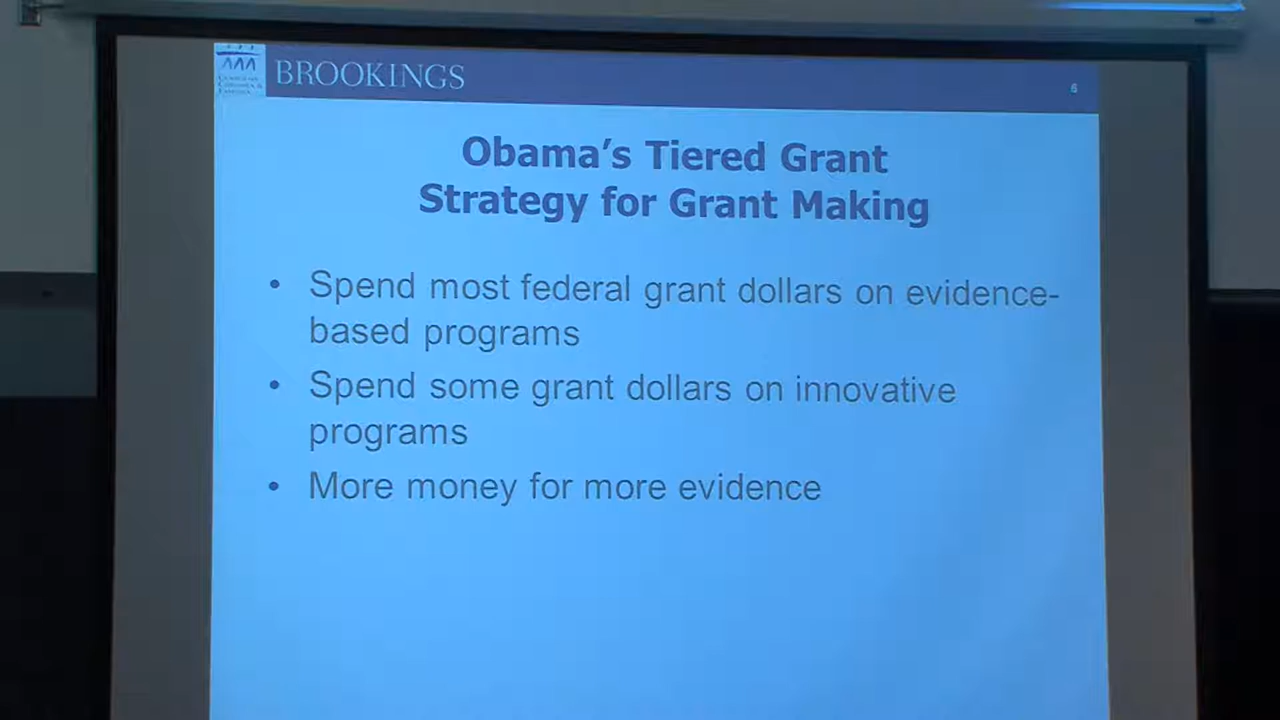 BROOKINGS
6
Obama's Tiered Grant
Strategy for Grant Making
• Spend most federal grant dollars on evidence-
based programs
• Spend some grant dollars on innovative
programs
• More money for more evidence